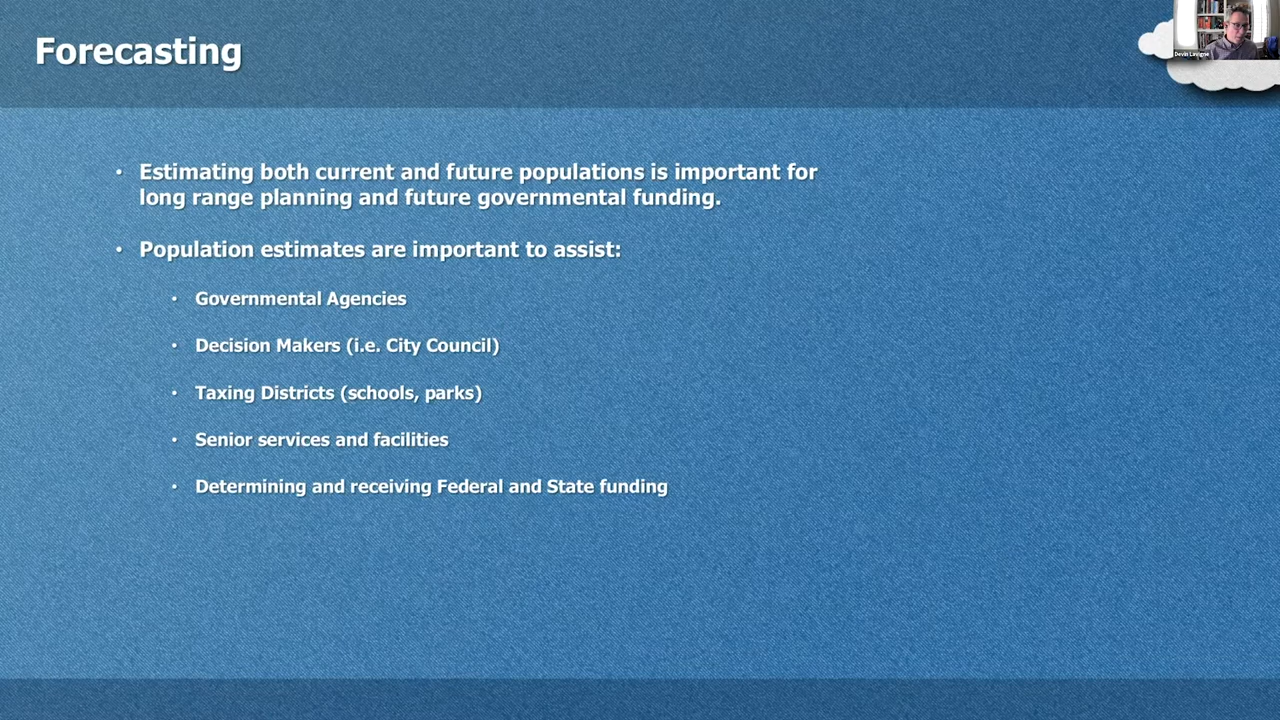 Forecasting
Devin Lavigne
• Estimating both current and future populations is important for
long range planning and future governmental funding.
• Population estimates are important to assist:
• Governmental Agencies
• Decision Makers (i.e. City Council)
• Taxing Districts (schools, parks)
• Senior services and facilities
• Determining and receiving Federal and State funding